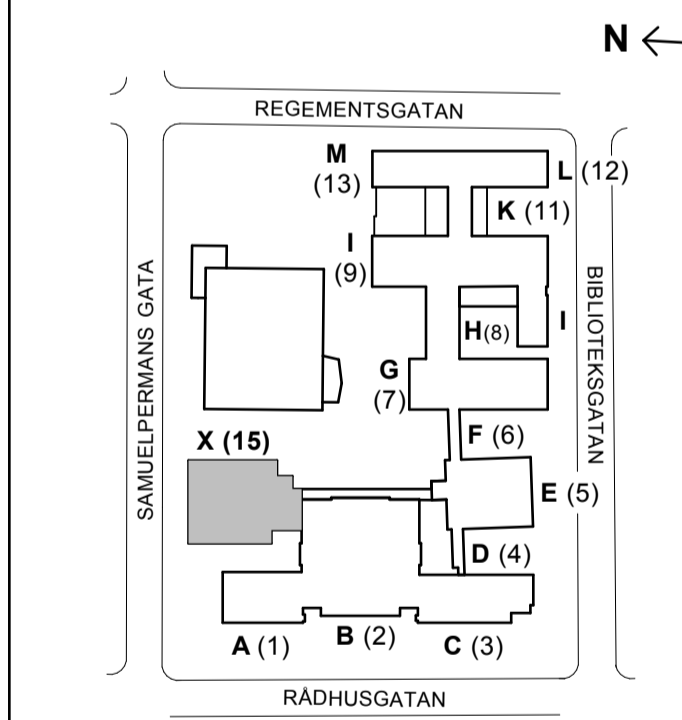 N
REGEMENTSGATAN
M
(13)
L (12)
K (11)
I
(9)
SAMUELPERMANS GATA
BIBLIOTEKSGATAN
I
H(8)
G
(7)
F (6)
X (15)
E (5)
D (4)
A (1)
B (2)
C (3)
RÅDHUSGATAN